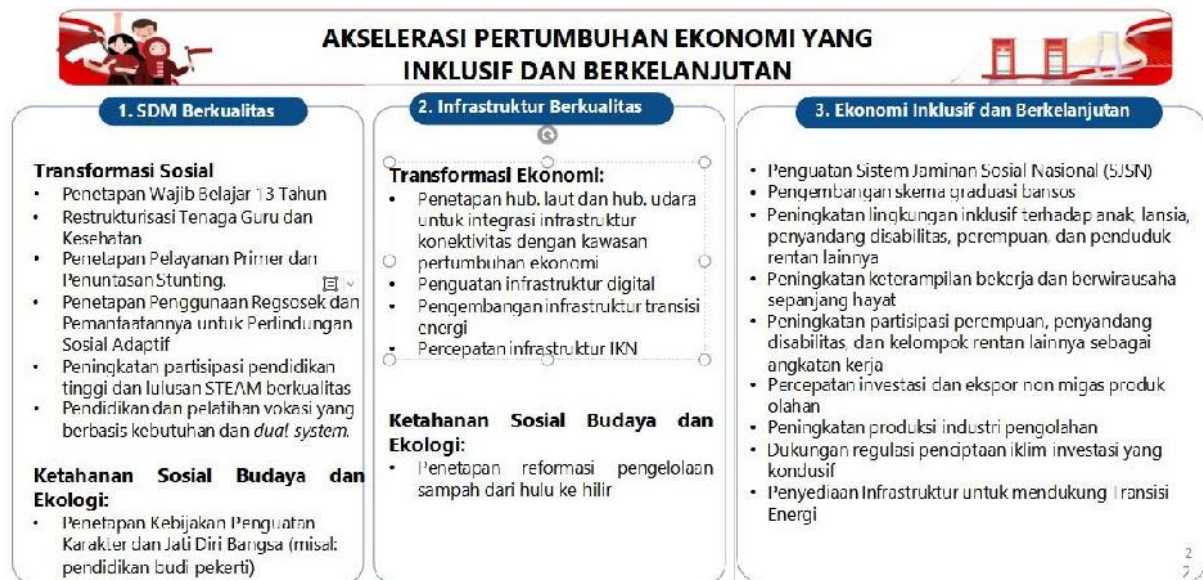 AKSELERASI PERTUMBUHAN EKONOMI YANG
INKLUSIF DAN BERKELANJUTAN
1. SDM Berkualitas
Transformasi Sosial
• Penetapan Wajib Belajar 13 Tahun
• Restrukturisasi Tenaga Guru dan
Kesehatan
• Penetapan Pelayanan Primer dan
Penuntasan Stunting.
• Penetapan Penggunaan Regsosek dan
Pemanfaatannya untuk Perlindungan
Sosial Adaptif
• Peningkatan partisipasi pendidikan
tinggi dan lulusan STEAM berkualitas
• Pendidikan dan pelatihan vokasi yang
berbasis kebutuhan dan dual system.
Ketahanan Sosial Budaya dan
Ekologi:
• Penetapan Kebijakan Penguatan
Karakter dan Jati Diri Bangsa (misal:
pendidikan budi pekerti)
2. Infrastruktur Berkualitas
Transformasi Ekonomi:
• Penetapan hub. laut dan hub. udara
untuk integrasi infrastruktur
konektivitas dengan kawasan
pertumbuhan ekonomi
• Penguatan infrastruktur digital
• Pengembangan infrastruktur transisi
energi
• Percepatan infrastruktur IKN
Ketahanan Sosial Budaya dan
Ekologi:
• Penetapan reformasi pengelolaan
sampah dari hulu ke hilir
3. Ekonomi Inklusif dan Berkelanjutan
• Penguatan Sistem Jaminan Sosial Nasional (SJSN)
• Pengembangan skema graduasi bansos
• Peningkatan lingkungan inklusif terhadap anak, lansia,
penyandang disabilitas, perempuan, dan penduduk
rentan lainnya
• Peningkatan keterampilan bekerja dan berwirausaha
sepanjang hayat
• Peningkatan partisipasi perempuan, penyandang
disabilitas, dan kelompok rentan lainnya sebagai
angkatan kerja
• Percepatan investasi dan ekspor non migas produk
olahan
• Peningkatan produksi industri pengolahan
• Dukungan regulasi penciptaan iklim investasi yang
kondusif
• Penyediaan Infrastruktur untuk mendukung Transisi
Energi
2
7